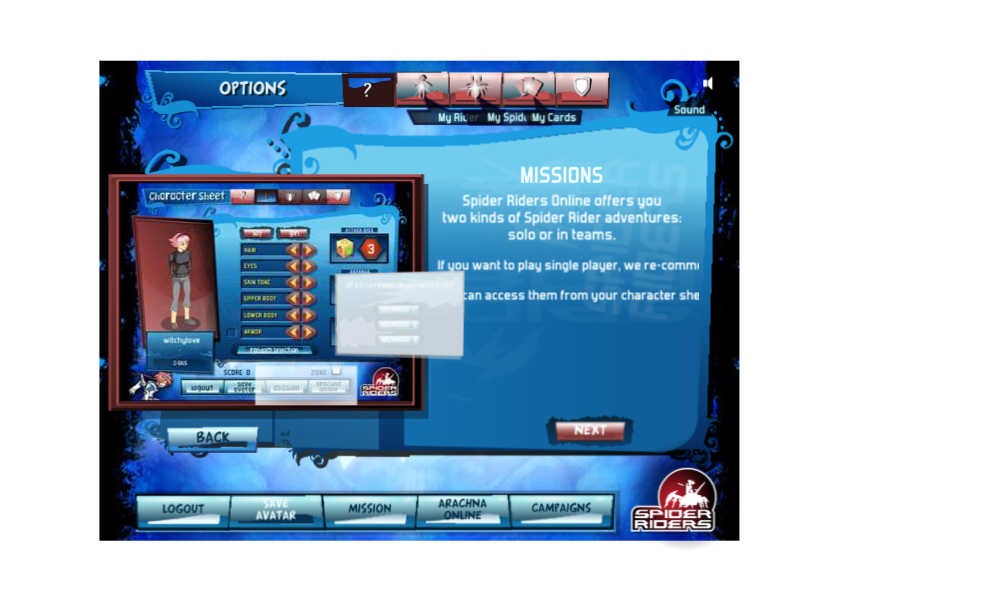 OPTIONS
?
My Rider My Spide My Cards
Sound
MISSIONS
Spider Riders Online offers you
two kinds of Spider Rider adventures:
solo or in teams.
If you want to play single player, we re-comme
can access them from your character she
Character Sheet
?
boy girl
HAIR
EYES
SKIN TONE
UPPER BODY
LOWER BODY
ARMOR
3
witchylove
SCORE: 0
ZONE:
logout
SAVE AVATAR
MISSION
ARACHNA ONLINE
SPIDER RIDERS
BACK
NEXT
LOGOUT
SAVE AVATAR
MISSION
ARACHNA ONLINE
CAMPAIGNS
SPIDER RIDERS